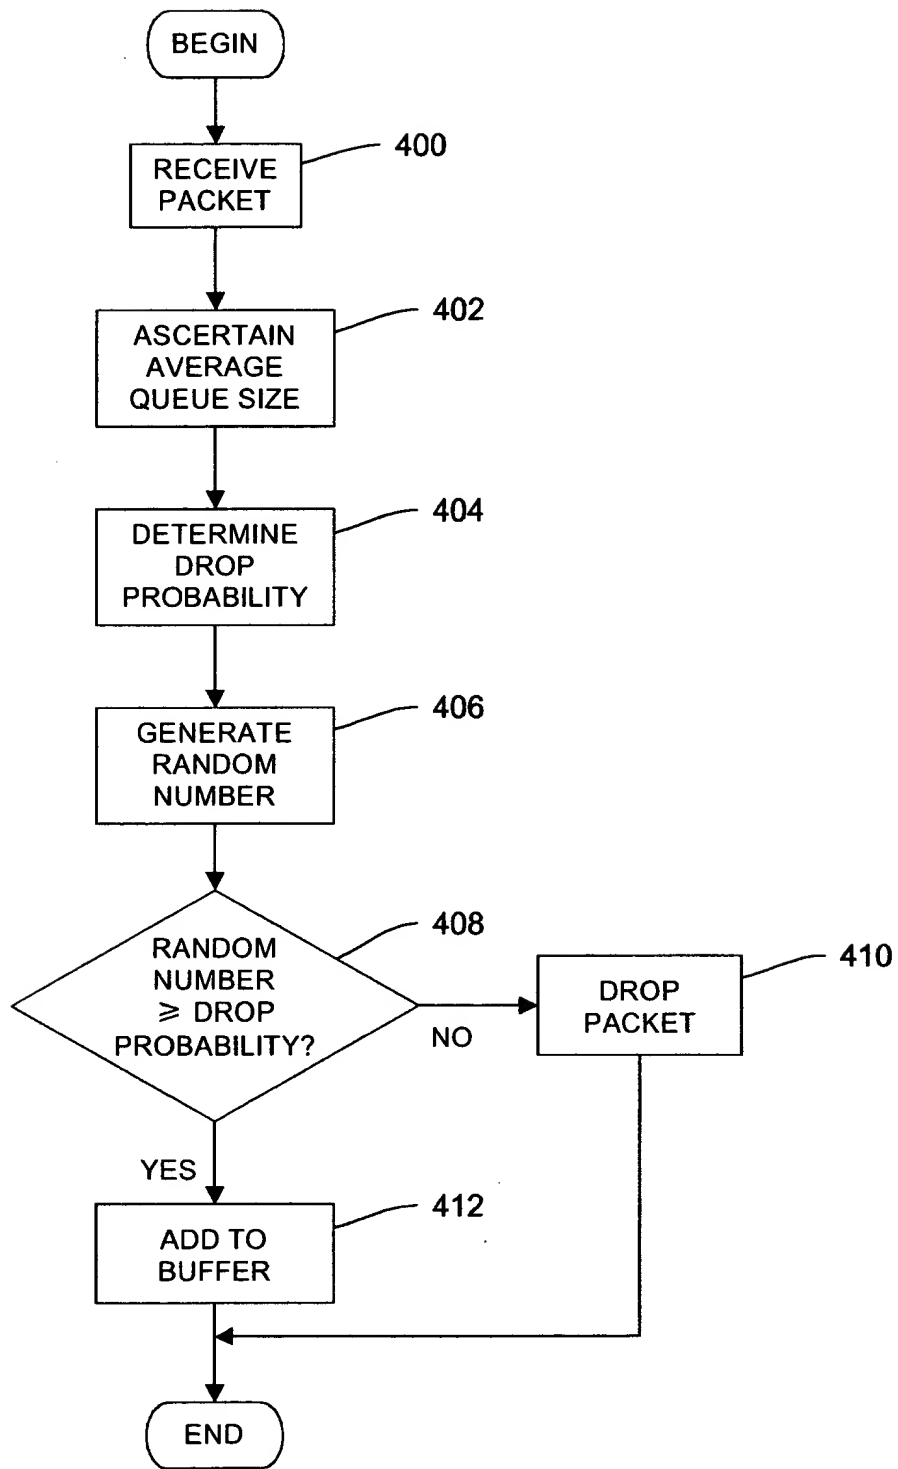 BEGIN
400
RECEIVE
PACKET
402
ASCERTAIN
AVERAGE
QUEUE SIZE
404
DETERMINE
DROP
PROBABILITY
406
GENERATE
RANDOM
NUMBER
408
RANDOM
NUMBER
⩾ DROP
PROBABILITY?
NO
410
DROP
PACKET
YES
412
ADD TO
BUFFER
END